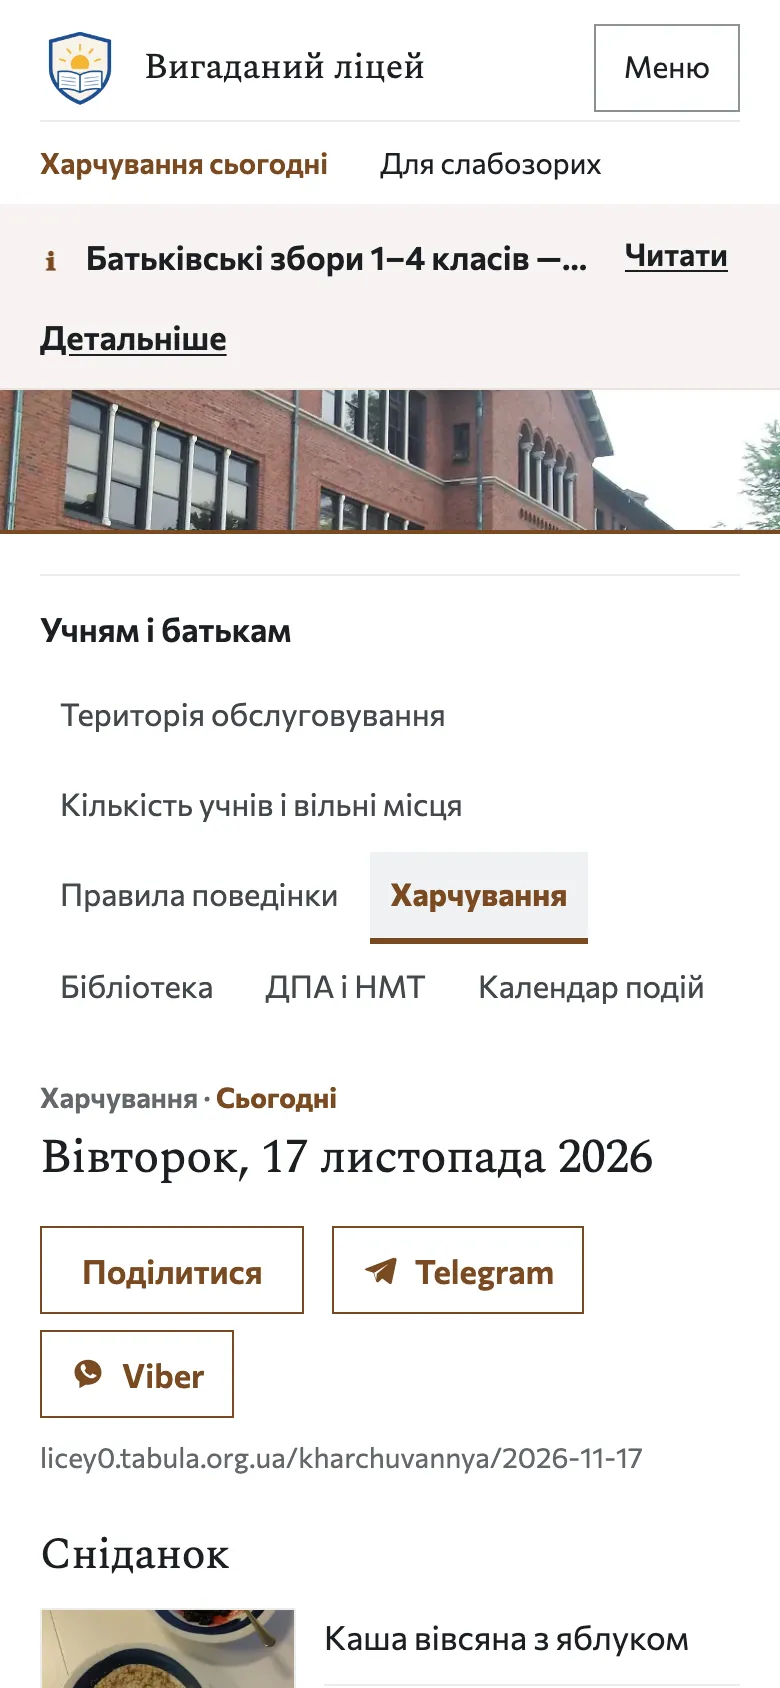 Вигаданий ліцей
Меню
Харчування сьогодні Для слабозорих
Батьківські збори 1–4 класів —... Читати
Детальніше
Учням і батькам
Територія обслуговування
Кількість учнів і вільні місця
Правила поведінки Харчування
Бібліотека ДПА і НМТ Календар подій
Харчування · Сьогодні
Вівторок, 17 листопада 2026
Поділитися Telegram
Viber
licey0.tabula.org.ua/kharchuvannya/2026-11-17
Сніданок
Каша вівсяна з яблуком